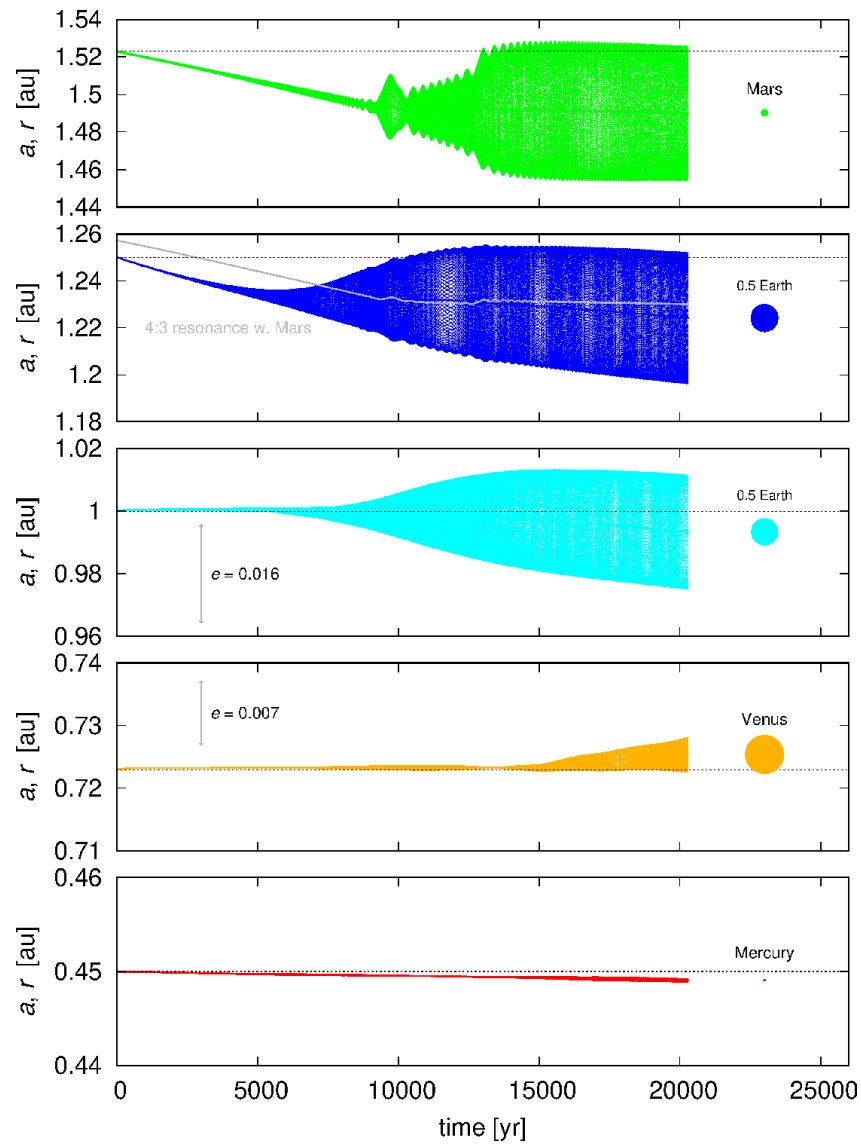 1.54
1.52
1.5
1.48
1.46
1.44
a, r [au]
Mars
1.26
1.24
1.22
1.2
1.18
a, r [au]
4:3 resonance w. Mars
0.5 Earth
1.02
1
0.98
0.96
a, r [au]
e = 0.016
0.5 Earth
0.74
0.73
0.72
0.71
a, r [au]
e = 0.007
Venus
0.46
0.45
0.44
a, r [au]
Mercury
0 5000 10000 15000 20000 25000
time [yr]